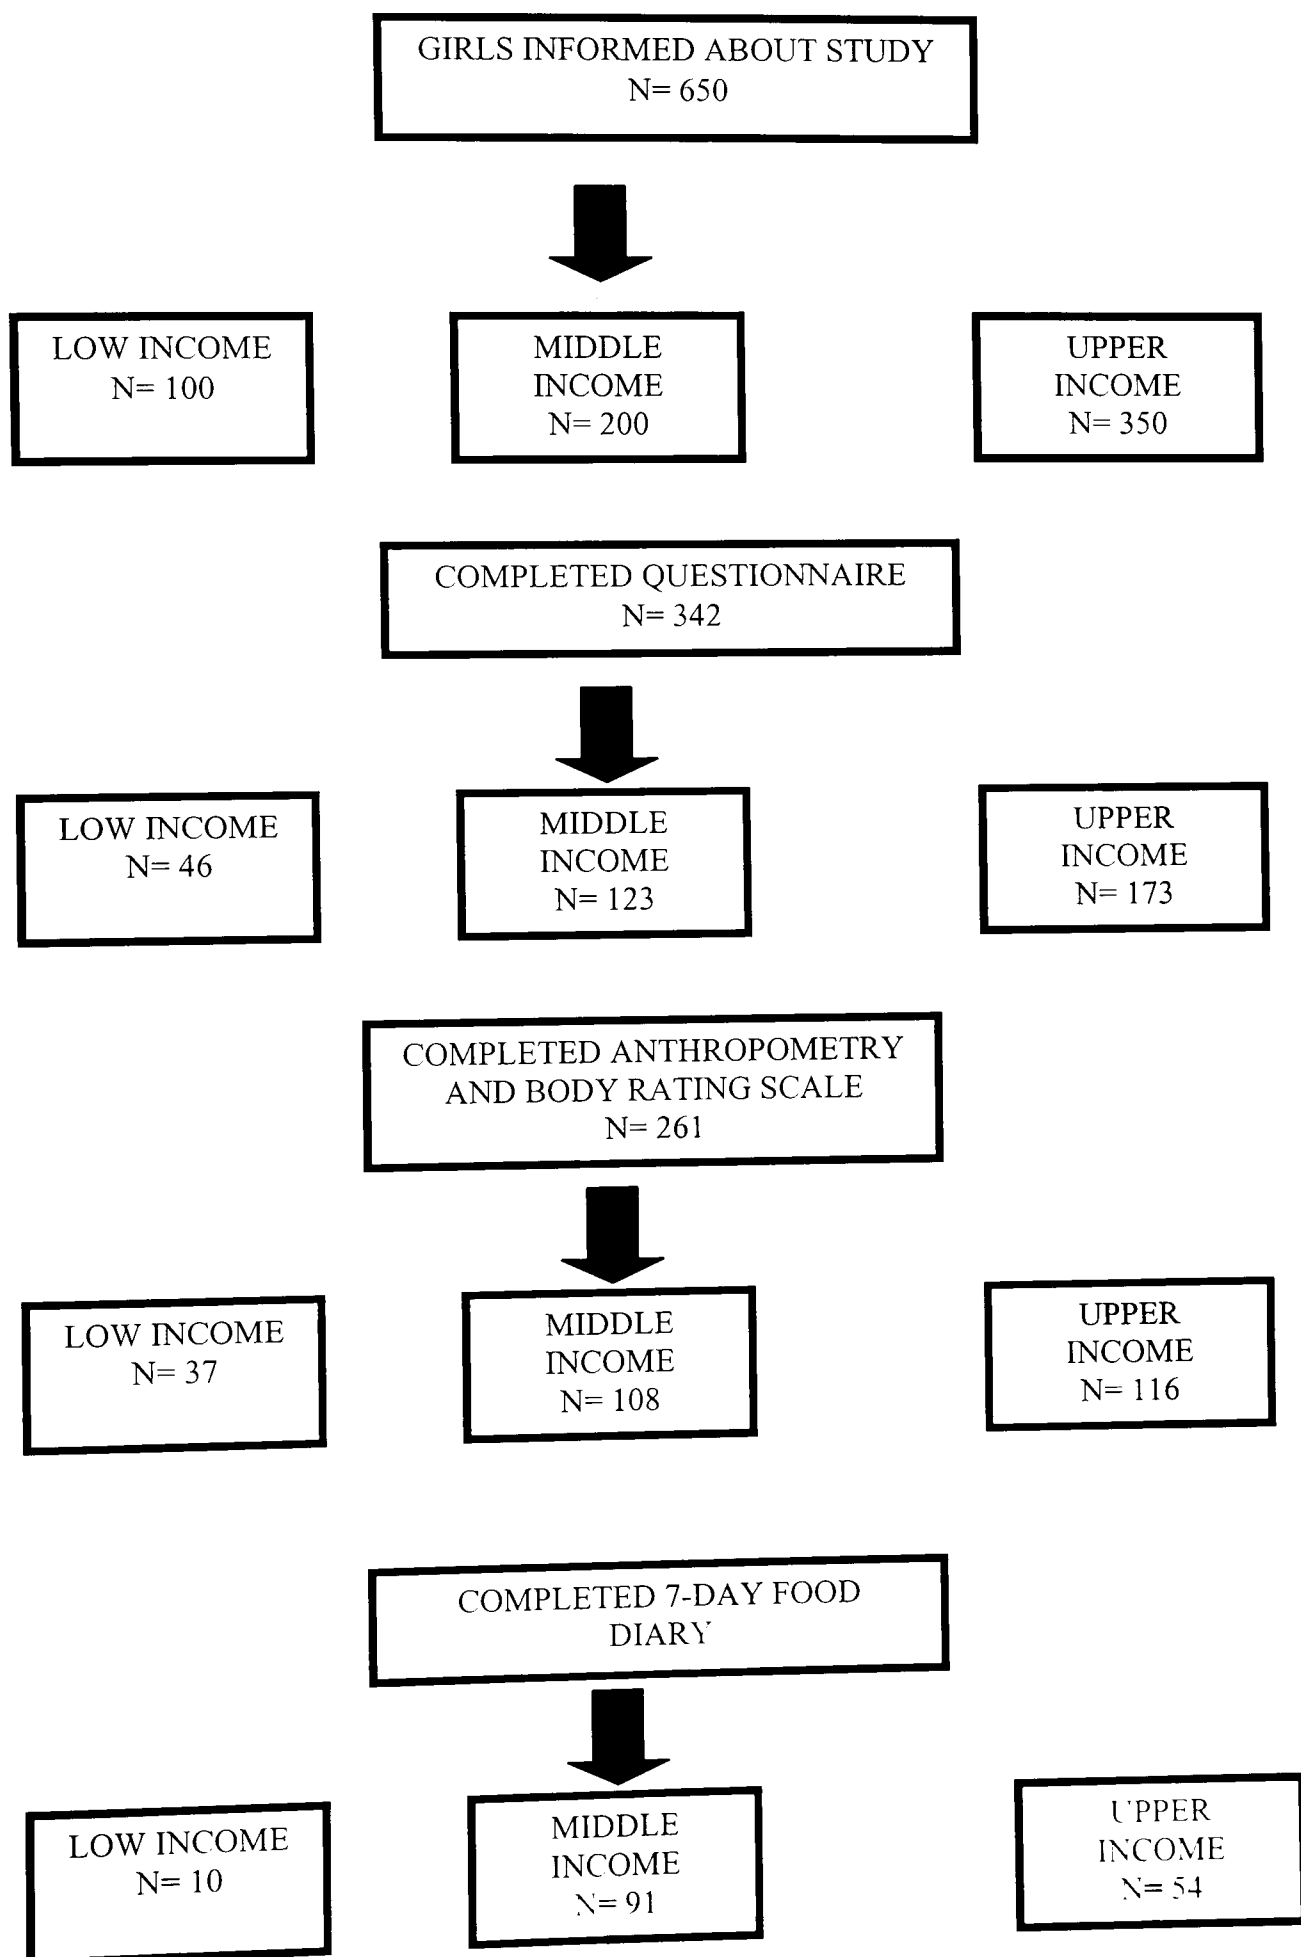 GIRLS INFORMED ABOUT STUDY
N= 650
LOW INCOME
N= 100
MIDDLE
INCOME
N= 200
UPPER
INCOME
N= 350
COMPLETED QUESTIONNAIRE
N= 342
LOW INCOME
N= 46
MIDDLE
INCOME
N= 123
UPPER
INCOME
N= 173
COMPLETED ANTHROPOMETRY
AND BODY RATING SCALE
N= 261
LOW INCOME
N= 37
MIDDLE
INCOME
N= 108
UPPER
INCOME
N= 116
COMPLETED 7-DAY FOOD
DIARY
LOW INCOME
N= 10
MIDDLE
INCOME
N= 91
UPPER
INCOME
N= 54